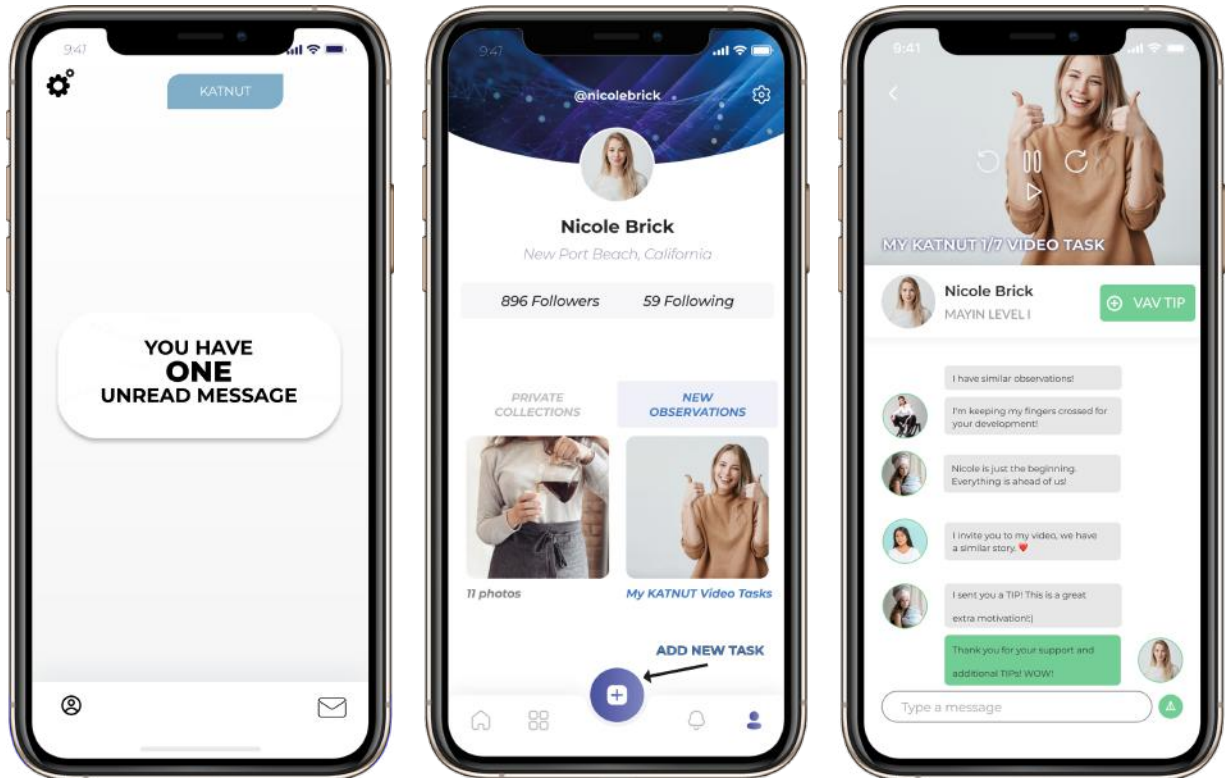 9:41
KATNUT
YOU HAVE
ONE
UNREAD MESSAGE
9:41
@nicolebrick
Nicole Brick
New Port Beach, California
896 Followers 59 Following
PRIVATE
COLLECTIONS
NEW
OBSERVATIONS
11 photos
My KATNUT Video Tasks
ADD NEW TASK
9:41
MY KATNUT 1/7 VIDEO TASK
Nicole Brick
MAYIN LEVEL I
VAV TIP
I have similar observations!
I'm keeping my fingers crossed for
your development!
Nicole is just the beginning.
Everything is ahead of us!
I invite you to my video, we have
a similar story. ❤️
I sent you a TIP! This is a great
extra motivation!:)
Thank you for your support and
additional TIPs! WOW!
Type a message